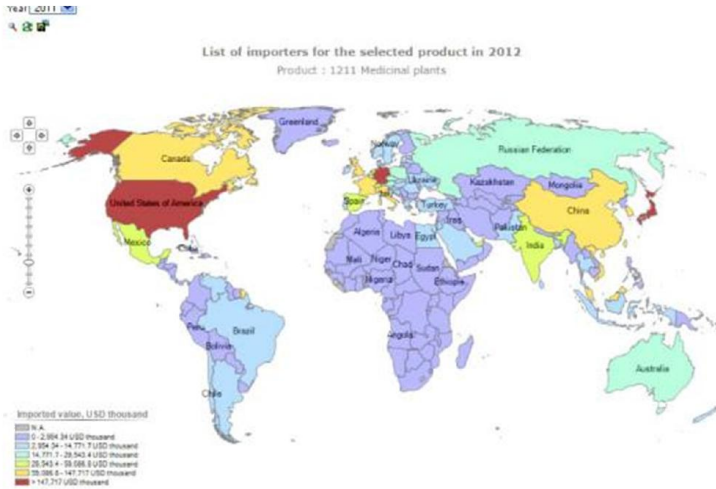 Year 2011
List of importers for the selected product in 2012
Product : 1211 Medicinal plants
Greenland
Norway
Russian Federation
Canada
Ukraine
Kazakhstan
Mongolia
United States of America
Spain
Turkey
China
Iraq
Pakistan
Mexico
Cuba
Algeria
Libya
Egypt
India
Mali
Niger
Chad
Sudan
Nigeria
Ethiopia
Peru
Brazil
Angola
Bolivia
Australia
Chile
Imported value, USD thousand
N.A.
0 - 2,954.34 USD thousand
2,954.34 - 14,771.7 USD thousand
14,771.7 - 29,543.4 USD thousand
29,543.4 - 59,086.8 USD thousand
59,086.8 - 147,717 USD thousand
> 147,717 USD thousand